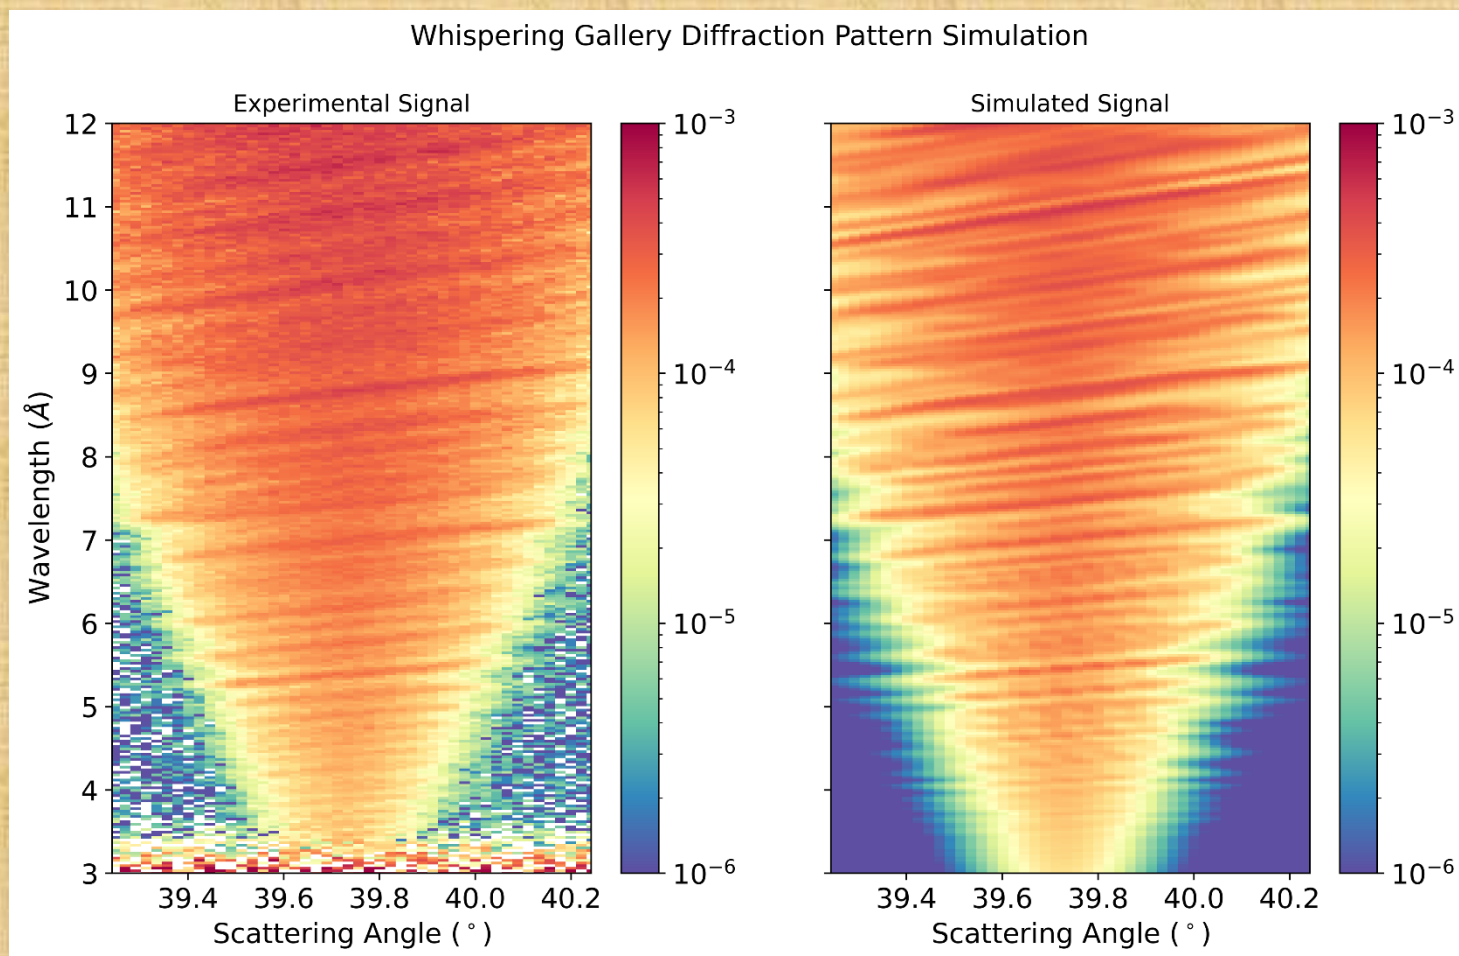 Whispering Gallery Diffraction Pattern Simulation
Experimental Signal
Simulated Signal
Wavelength (Å)
12
11
10
9
8
7
6
5
4
3
39.4 39.6 39.8 40.0 40.2
Scattering Angle (°)
10⁻³
10⁻⁴
10⁻⁵
10⁻⁶
39.4 39.6 39.8 40.0 40.2
Scattering Angle (°)
10⁻³
10⁻⁴
10⁻⁵
10⁻⁶